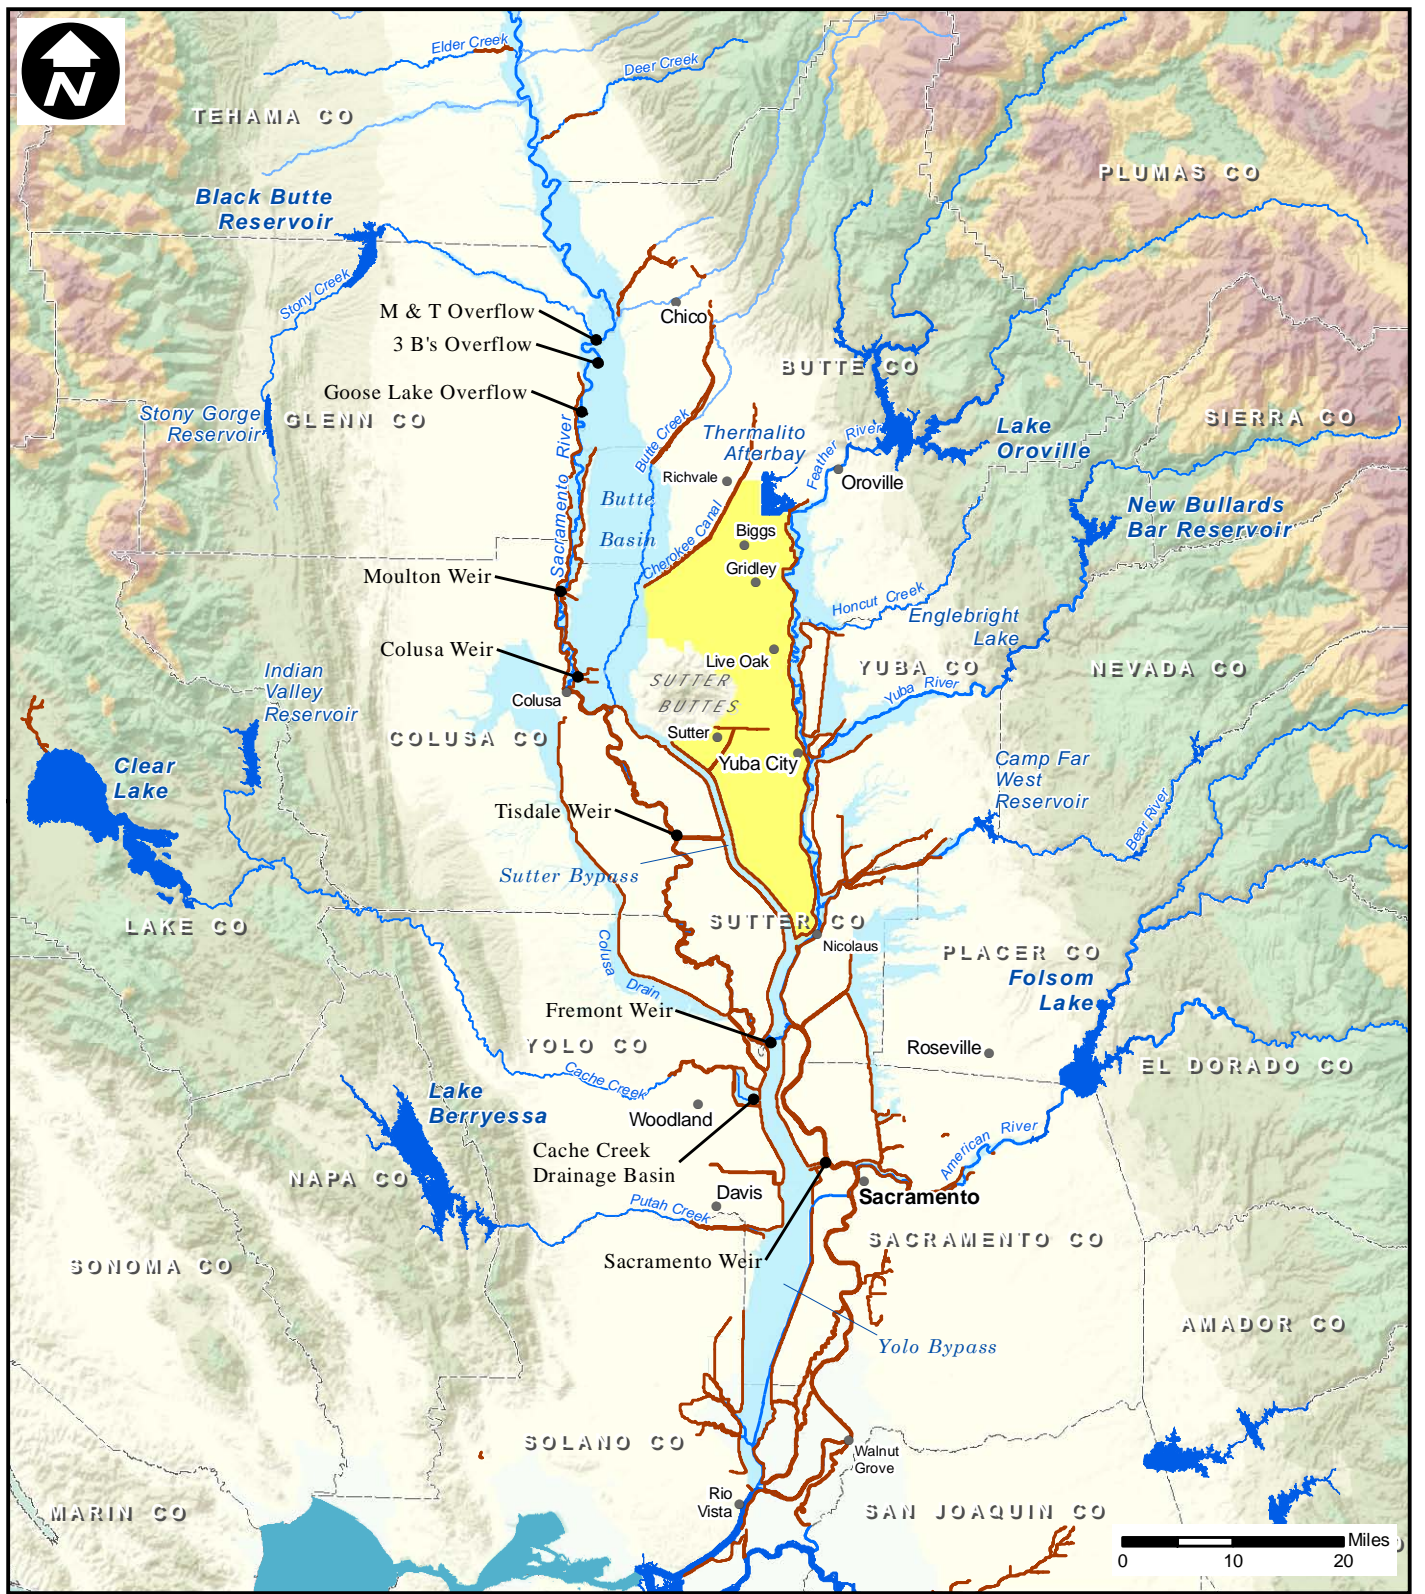 N
Elder Creek
Deer Creek
TEHAMA CO
PLUMAS CO
Black Butte
Reservoir
Stony Creek
M & T Overflow
Chico
3 B's Overflow
BUTTE CO
Goose Lake Overflow
Stony Gorge
Reservoir
GLENN CO
SIERRA CO
Sacramento River
Butte Creek
Thermalito
Afterbay
Feather River
Lake
Oroville
Richvale
Oroville
Butte
Basin
Cherokee Canal
New Bullards
Bar Reservoir
Biggs
Gridley
Moulton Weir
Honcut Creek
Englebright
Lake
Colusa Weir
Live Oak
YUBA CO
NEVADA CO
Indian
Valley
Reservoir
SUTTER
BUTTES
Yuba River
Colusa
COLUSA CO
Sutter
Yuba City
Clear
Lake
Camp Far
West
Reservoir
Bear River
Tisdale Weir
Sutter Bypass
LAKE CO
SUTTER CO
Nicolaus
Colusa Drain
PLACER CO
Folsom
Lake
Fremont Weir
YOLO CO
Roseville
EL DORADO CO
Cache Creek
Lake
Berryessa
Woodland
Cache Creek
Drainage Basin
American River
NAPA CO
Davis
Sacramento
Putah Creek
SACRAMENTO CO
Sacramento Weir
SONOMA CO
AMADOR CO
Yolo Bypass
SOLANO CO
Walnut
Grove
Rio
Vista
MARIN CO
SAN JOAQUIN CO
Miles
0 10 20